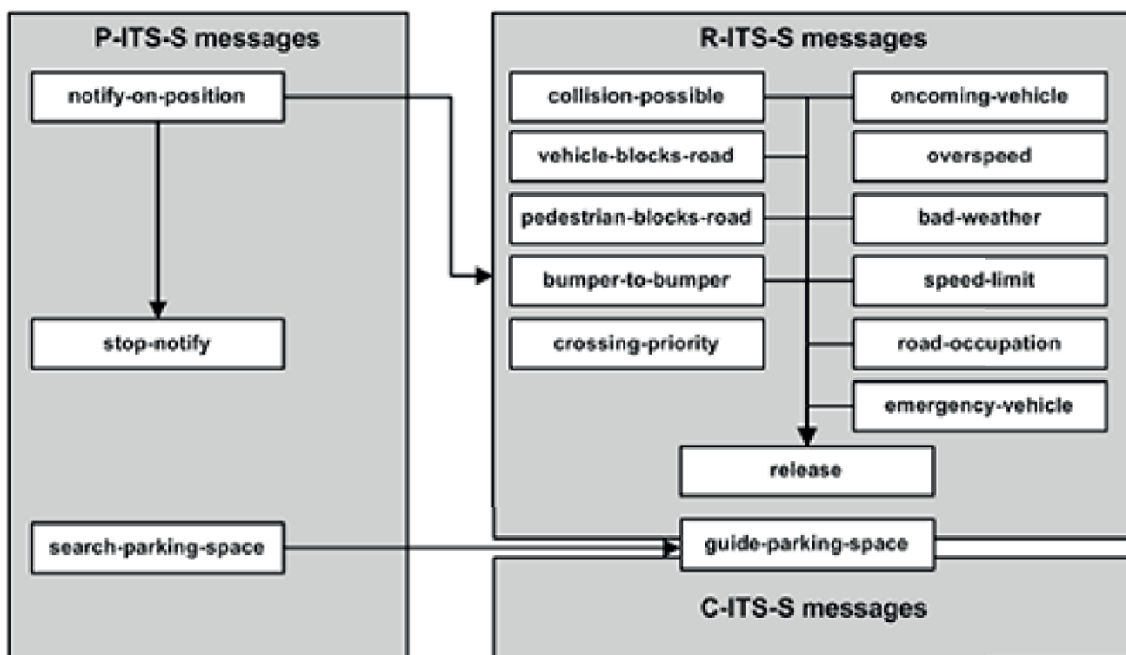 P-ITS-S messages
notify-on-position
stop-notify
search-parking-space
R-ITS-S messages
collision-possible
oncoming-vehicle
vehicle-blocks-road
overspeed
pedestrian-blocks-road
bad-weather
bumper-to-bumper
speed-limit
crossing-priority
road-occupation
emergency-vehicle
release
guide-parking-space
C-ITS-S messages